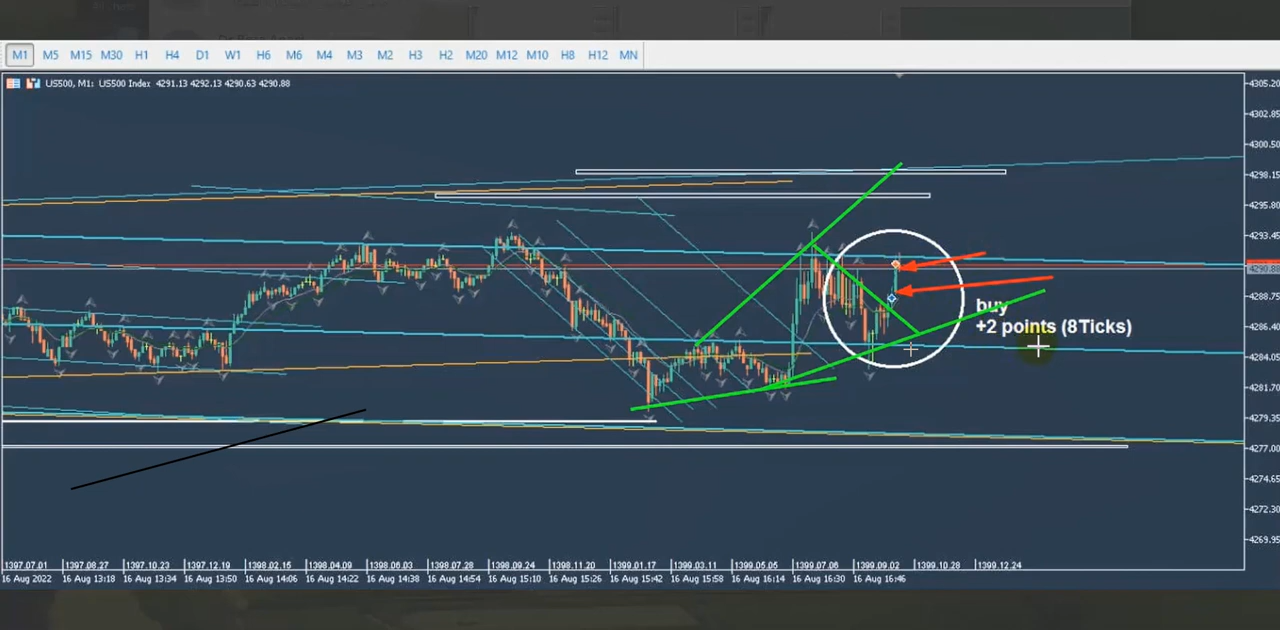 M1 M5 M15 M30 H1 H4 D1 W1 H6 M6 M4 M3 M2 H3 H2 M20 M12 M10 H8 H12 MN
US500, M1: US500 Index 4291.13 4292.13 4290.63 4290.88
4305.20
4302.85
4300.50
4298.15
4295.80
4293.45
4290.88
4288.75
4286.40
4284.05
4281.70
4279.35
4277.00
4274.65
4272.30
4269.95
buy
+2 points (8Ticks)
1397.07.01 1397.08.27 1397.10.23 1397.12.19 1398.02.15 1398.04.09 1398.06.03 1398.07.28 1398.09.24 1398.11.20 1399.01.17 1399.03.11 1399.05.05 1399.07.06 1399.09.02 1399.10.28 1399.12.24
16 Aug 2022 16 Aug 13:18 16 Aug 13:34 16 Aug 13:50 16 Aug 14:06 16 Aug 14:22 16 Aug 14:38 16 Aug 14:54 16 Aug 15:10 16 Aug 15:26 16 Aug 15:42 16 Aug 15:58 16 Aug 16:14 16 Aug 16:30 16 Aug 16:46